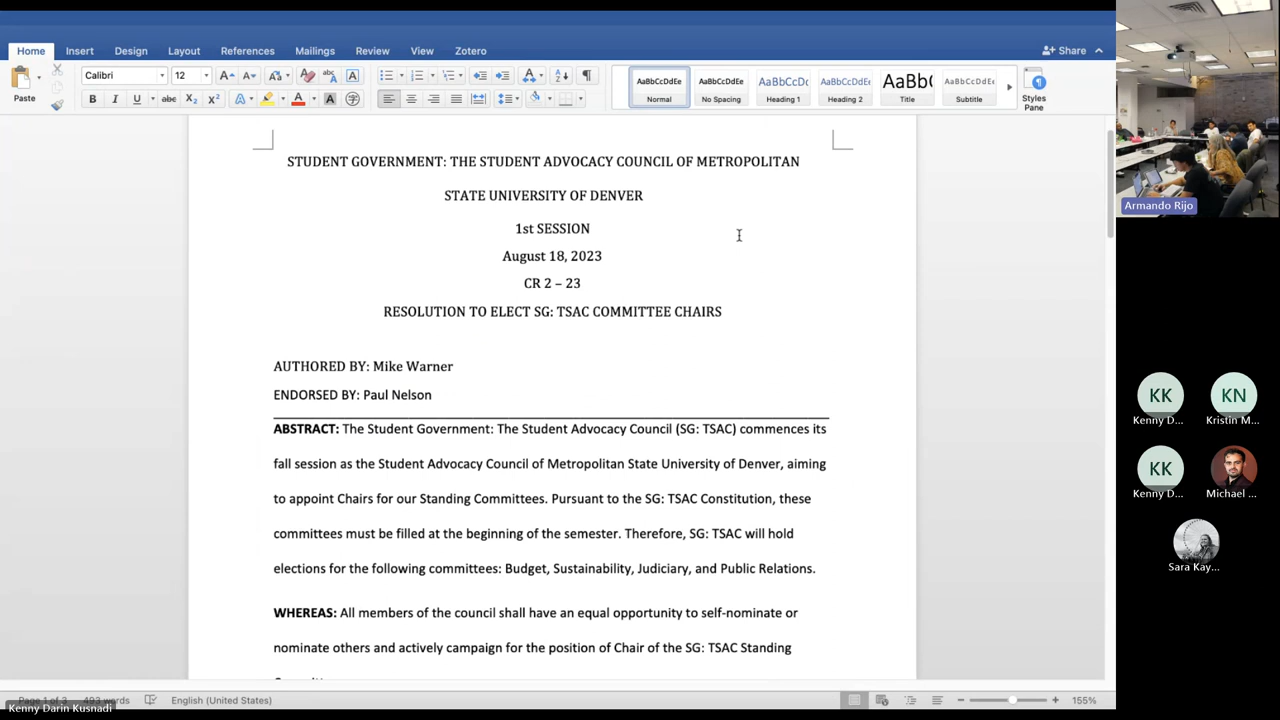 Home Insert Design Layout References Mailings Review View Zotero Share
Calibri 12
Paste
AaBbCcDdEe AaBbCcDdEe AaBbCcDc AaBbCcDdEe AaBb( AaBbCcDdEe
Normal No Spacing Heading 1 Heading 2 Title Subtitle Styles Pane
STUDENT GOVERNMENT: THE STUDENT ADVOCACY COUNCIL OF METROPOLITAN
STATE UNIVERSITY OF DENVER
1st SESSION
August 18, 2023
CR 2 – 23
RESOLUTION TO ELECT SG: TSAC COMMITTEE CHAIRS
AUTHORED BY: Mike Warner
ENDORSED BY: Paul Nelson
ABSTRACT: The Student Government: The Student Advocacy Council (SG: TSAC) commences its
fall session as the Student Advocacy Council of Metropolitan State University of Denver, aiming
to appoint Chairs for our Standing Committees. Pursuant to the SG: TSAC Constitution, these
committees must be filled at the beginning of the semester. Therefore, SG: TSAC will hold
elections for the following committees: Budget, Sustainability, Judiciary, and Public Relations.
WHEREAS: All members of the council shall have an equal opportunity to self-nominate or
nominate others and actively campaign for the position of Chair of the SG: TSAC Standing
Page 1 of 3 493 words English (United States) 155%
Kenny Darin Kusnadi
Armando Rijo
KK KN
Kenny D... Kristin M...
KK
Kenny D... Michael ...
Sara Kay...